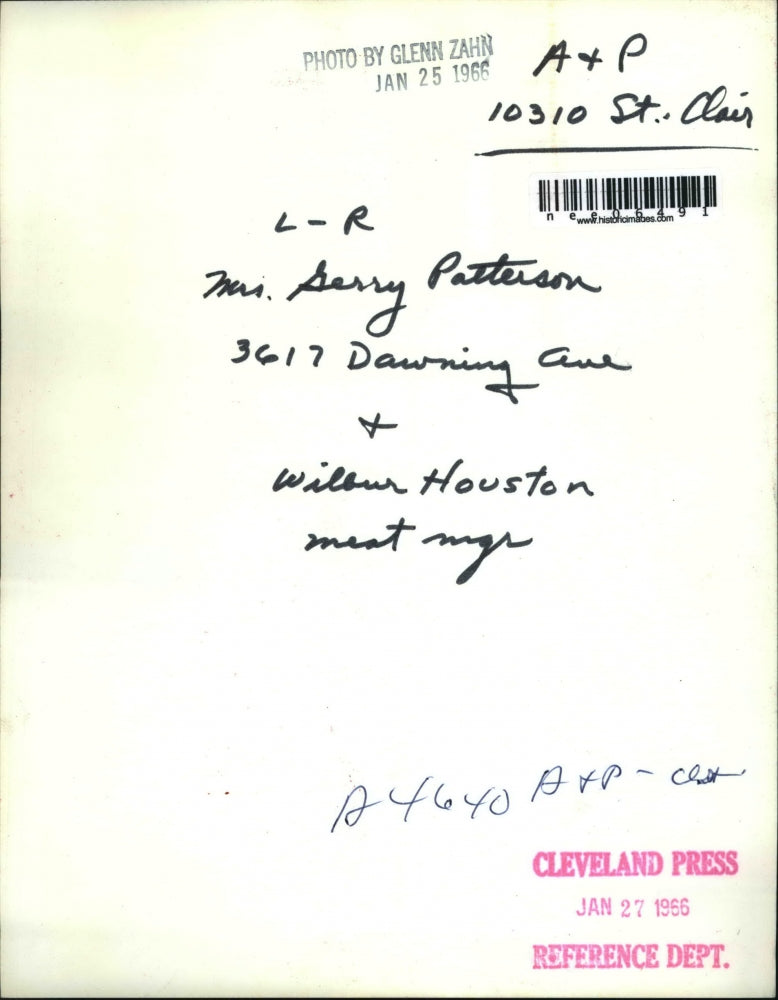 PHOTO BY GLENN ZAHN
JAN 25 1966
A + P
10310 St. Clair
nee06491
www.historicimages.com
L - R
Mrs. Gerry Patterson
3617 Dawning Ave
+
Wilbur Houston
meat mgr
A4640 A + P -
CLEVELAND PRESS
JAN 27 1966
REFERENCE DEPT.